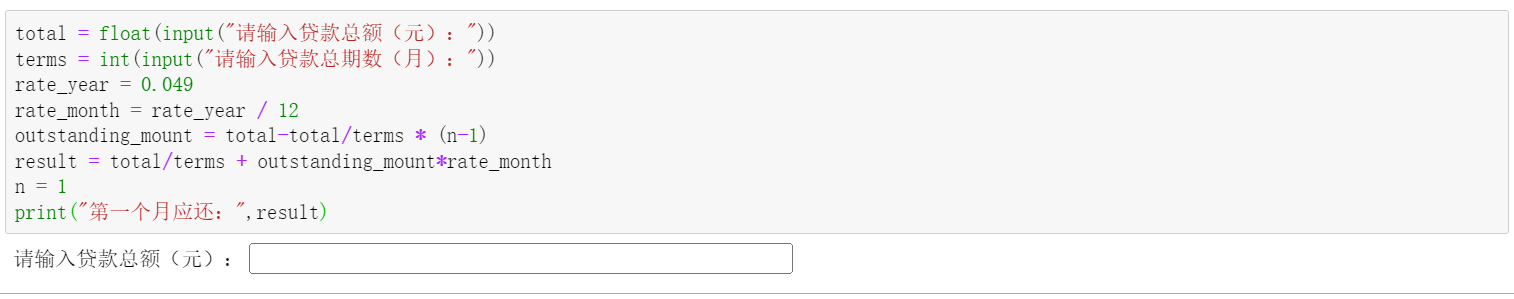 total = float(input("请输入贷款总额（元）："))
terms = int(input("请输入贷款总期数（月）："))
rate_year = 0.049
rate_month = rate_year / 12
outstanding_mount = total-total/terms * (n-1)
result = total/terms + outstanding_mount*rate_month
n = 1
print("第一个月应还：",result)
请输入贷款总额（元）：